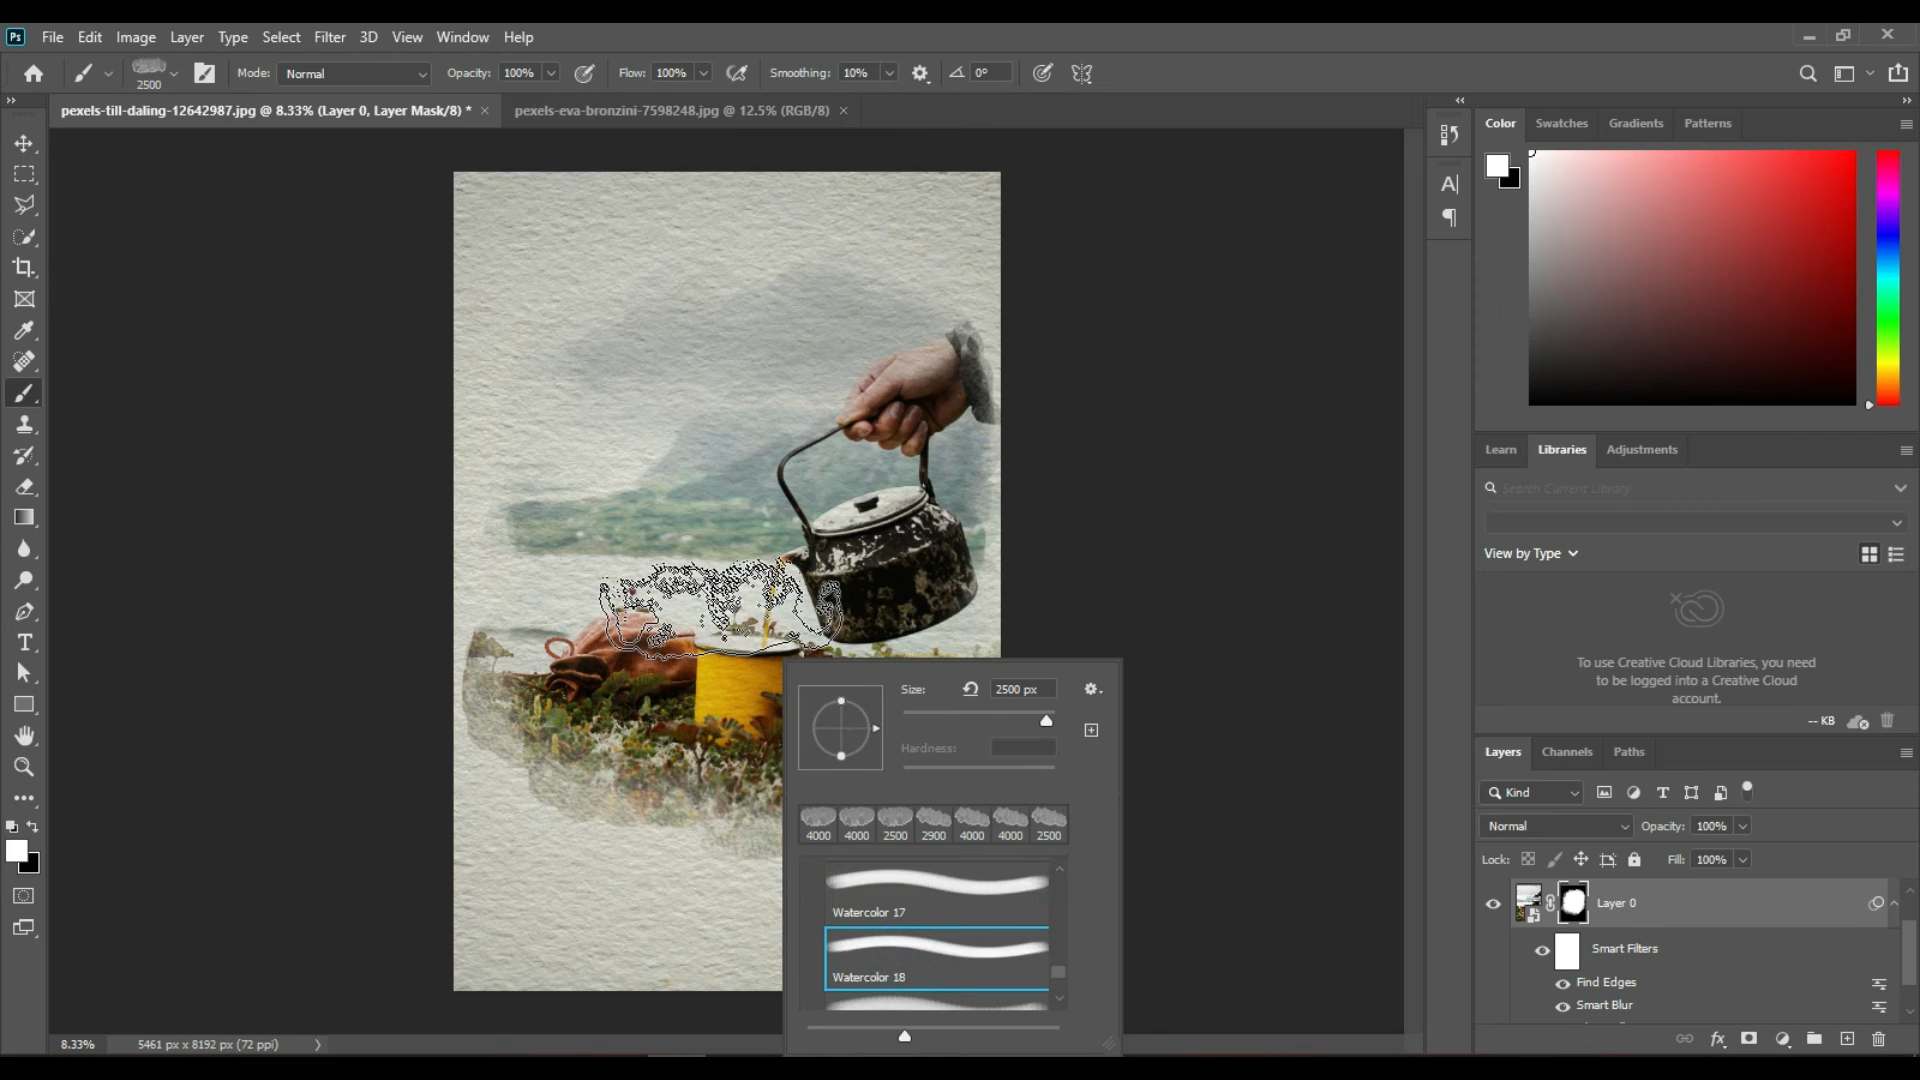 Ps File Edit Image Layer Type Select Filter 3D View Window Help
2500 Mode: Normal Opacity: 100% Flow: 100% Smoothing: 10% 0°
pexels-till-daling-12642987.jpg @ 8.33% (Layer 0, Layer Mask/8) * pexels-eva-bronzini-7598248.jpg @ 12.5% (RGB/8)
Color Swatches Gradients Patterns
Learn Libraries Adjustments
Search Current Library
View by Type
To use Creative Cloud Libraries, you need
to be logged into a Creative Cloud
account.
-- KB
Size: 2500 px
Hardness:
4000 4000 2500 2900 4000 4000 2500
Watercolor 17
Watercolor 18
Layers Channels Paths
Kind
Normal Opacity: 100%
Lock: Fill: 100%
Layer 0
Smart Filters
Find Edges
Smart Blur
8.33% 5461 px x 8192 px (72 ppi)